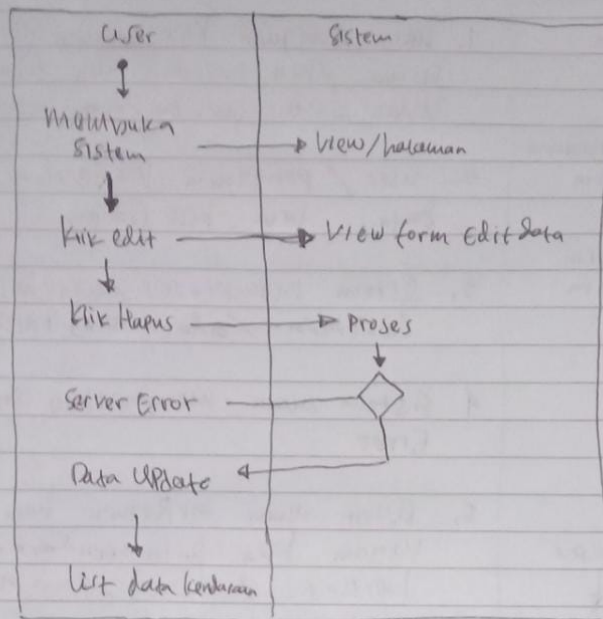 User
Sistem
Membuka
Sistem
View/halaman
klik edit
View form Edit data
Klik Hapus
Proses
Server Error
Data Update
List data kendaraan
Error